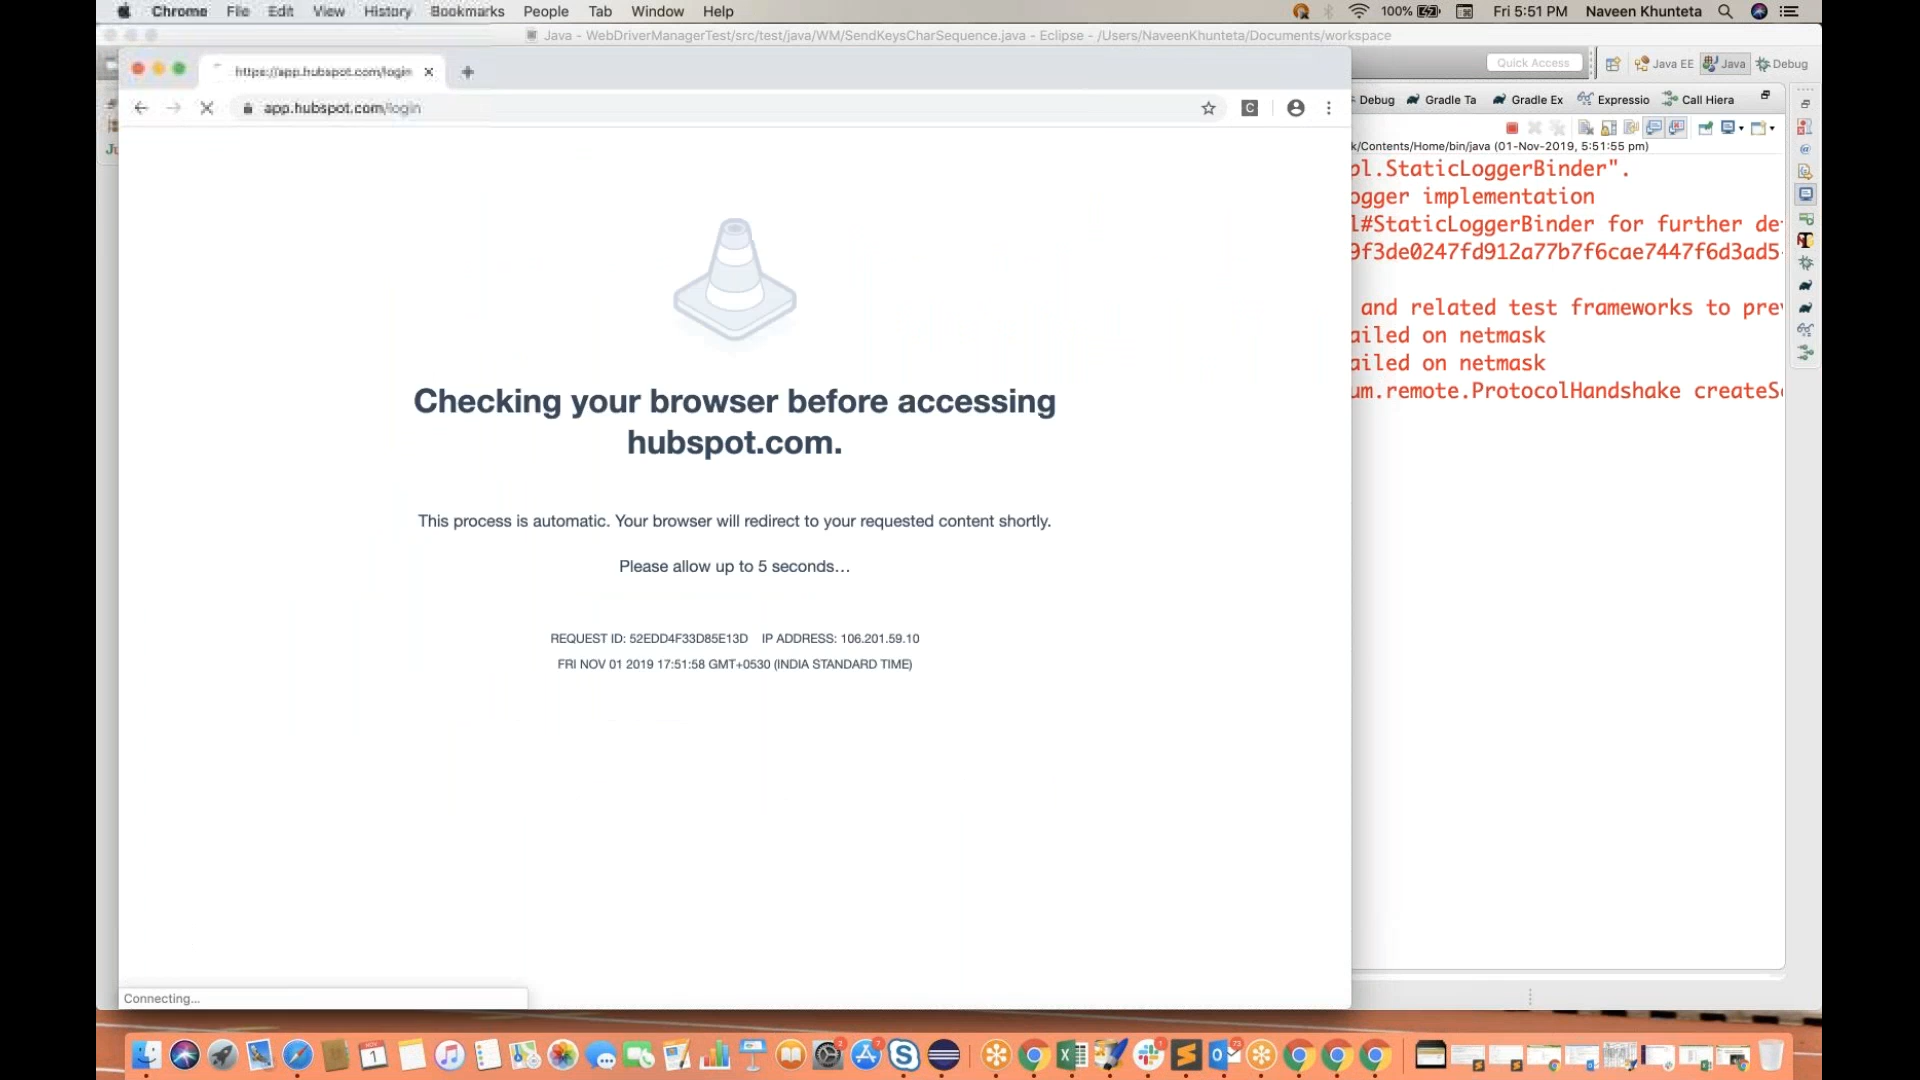 Chrome File Edit View History Bookmarks People Tab Window Help
100% Fri 5:51 PM Naveen Khunteta
Java - WebDriverManagerTest/src/test/java/WM/SendKeysCharSequence.java - Eclipse - /Users/NaveenKhunteta/Documents/workspace
Quick Access Java EE Java Debug
https://app.hubspot.com/login
Debug Gradle Ta Gradle Ex Expressio Call Hiera
app.hubspot.com/login
k/Contents/Home/bin/java (01-Nov-2019, 5:51:55 pm)
Ju
pl.StaticLoggerBinder".
ogger implementation
l#StaticLoggerBinder for further de
9f3de0247fd912a77b7f6cae7447f6d3ad5
and related test frameworks to pre
ailed on netmask
ailed on netmask
um.remote.ProtocolHandshake createS
Checking your browser before accessing
hubspot.com.
This process is automatic. Your browser will redirect to your requested content shortly.
Please allow up to 5 seconds...
REQUEST ID: 52EDD4F33D85E13D IP ADDRESS: 106.201.59.10
FRI NOV 01 2019 17:51:58 GMT+0530 (INDIA STANDARD TIME)
Connecting...